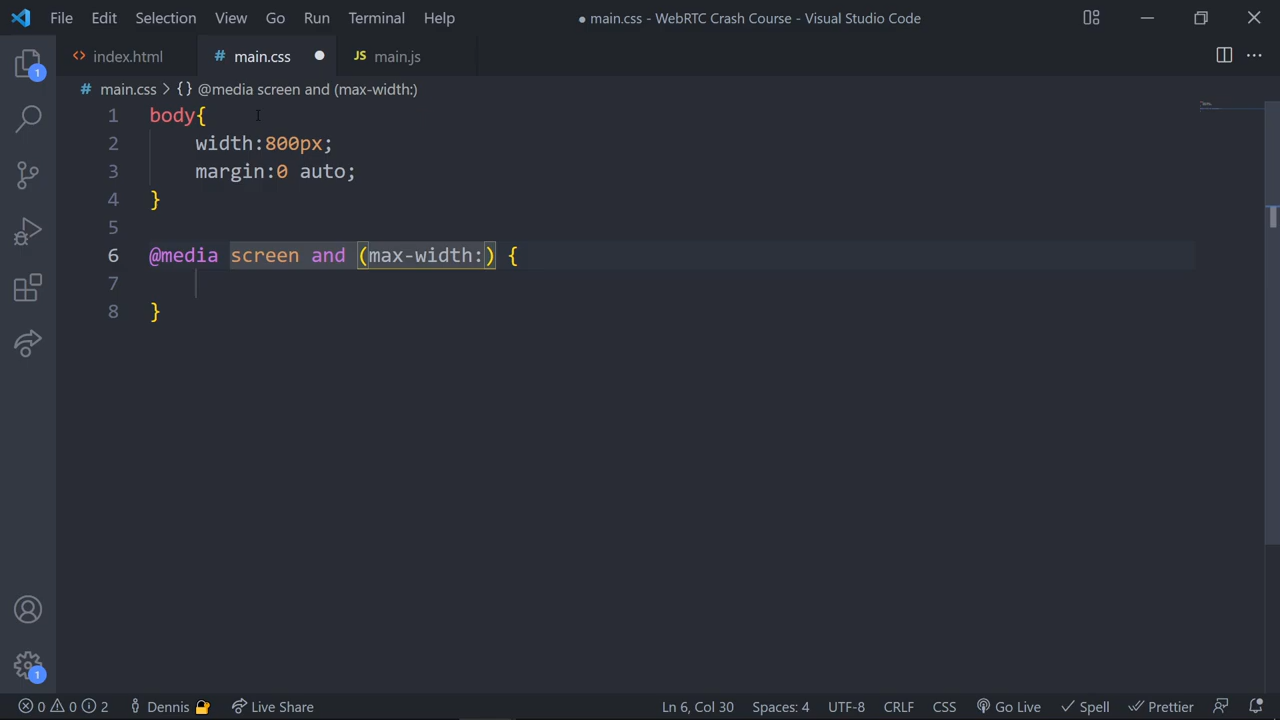 File Edit Selection View Go Run Terminal Help ● main.css - WebRTC Crash Course - Visual Studio Code
1 <> index.html # main.css ● JS main.js
# main.css > {} @media screen and (max-width:)
1 body{
2 width:800px;
3 margin:0 auto;
4 }
5
6 @media screen and (max-width:) {
7
8 }
1
0 0 2 Dennis Live Share Ln 6, Col 30 Spaces: 4 UTF-8 CRLF CSS Go Live Spell Prettier